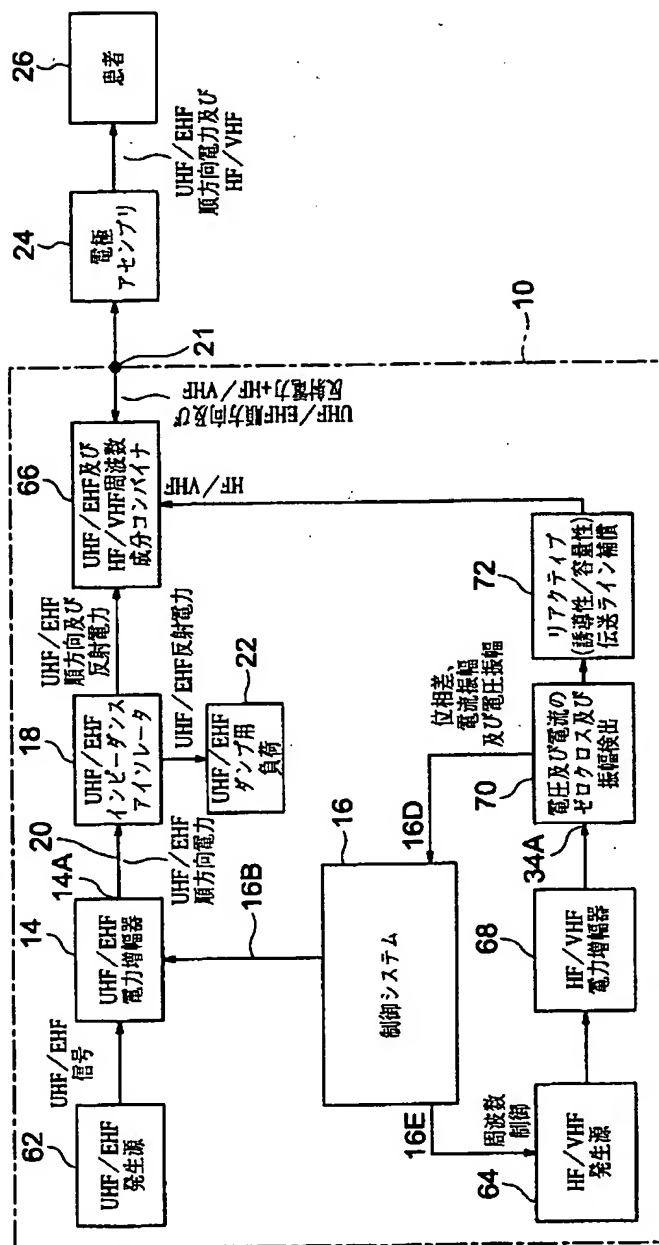 62
UHF/EHF
発生源
UHF/EHF
信号
14
UHF/EHF
電力増幅器
14A
20
UHF/EHF
順方向電力
18
UHF/EHF
インピーダンス
アイソレータ
UHF/EHF反射電力
22
UHF/EHF
ダンプ用
負荷
UHF/EHF
順方向及び
反射電力
66
UHF/EHF及び
HF/VHF周波数
成分コンバイナ
UHF/EHF順方向及び
反射電力+HF/VHF
21
10
24
電極
アセンブリ
UHF/EHF
順方向電力及び
HF/VHF
26
患者
16B
16
制御システム
16D
位相差、
電流振幅
及び電圧振幅
16E
周波数
制御
64
HF/VHF
発生源
68
HF/VHF
電力増幅器
34A
70
電圧及び電流の
ゼロクロス及び
振幅検出
72
リアクティブ
(誘導性/容量性)
伝送ライン補償
HF/VHF